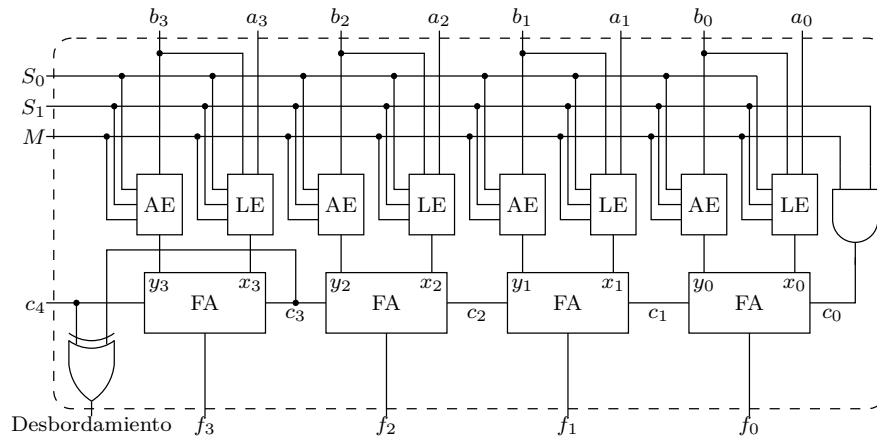 b₃ a₃ b₂ a₂ b₁ a₁ b₀ a₀
S₀
S₁
M
AE LE AE LE AE LE AE LE
y₃ x₃ y₂ x₂ y₁ x₁ y₀ x₀
c₄ FA c₃ FA c₂ FA c₁ FA c₀
Desbordamiento f₃ f₂ f₁ f₀